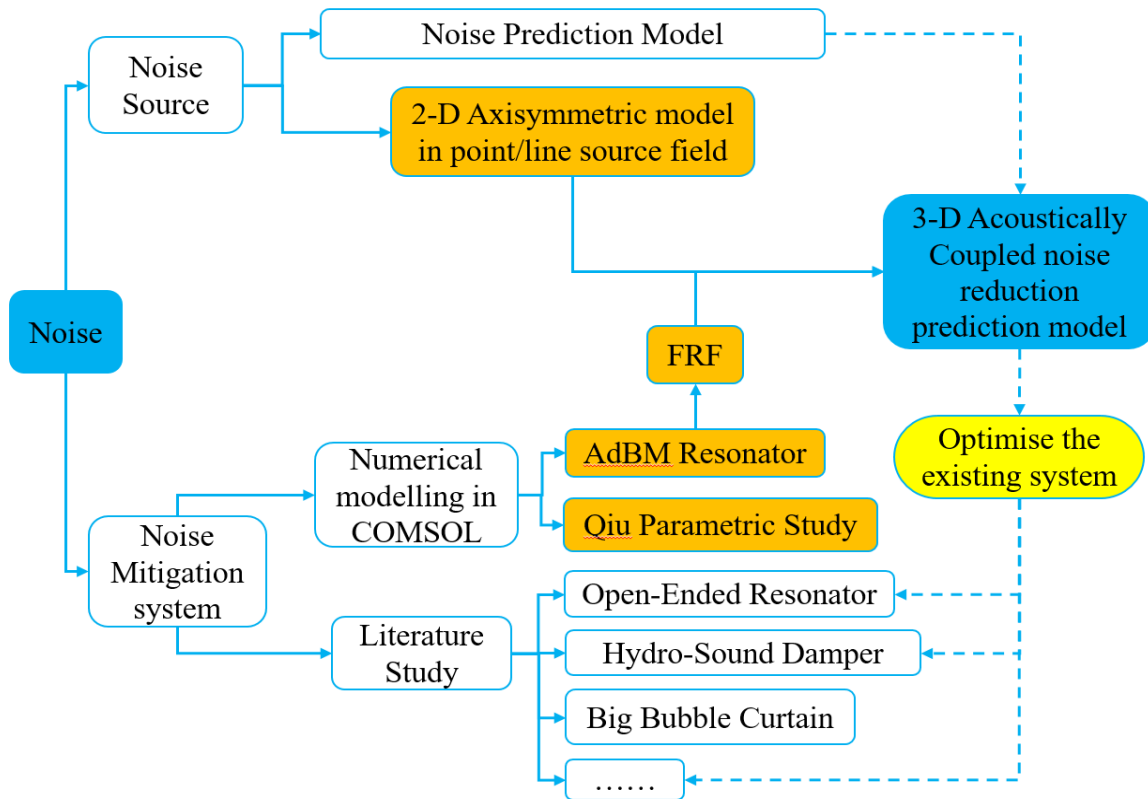 Noise Prediction Model
Noise
Source
2-D Axisymmetric model
in point/line source field
3-D Acoustically
Coupled noise
reduction
prediction model
Noise
FRF
Optimise the
existing system
AdBM Resonator
Numerical
modelling in
COMSOL
Qiu Parametric Study
Noise
Mitigation
system
Open-Ended Resonator
Literature
Study
Hydro-Sound Damper
Big Bubble Curtain
……